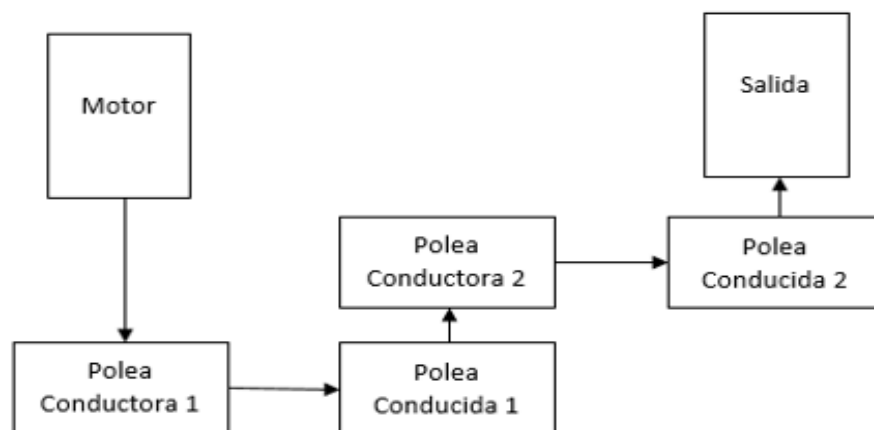 Motor
Salida
Polea
Conductora 2
Polea
Conducida 2
Polea
Conductora 1
Polea
Conducida 1